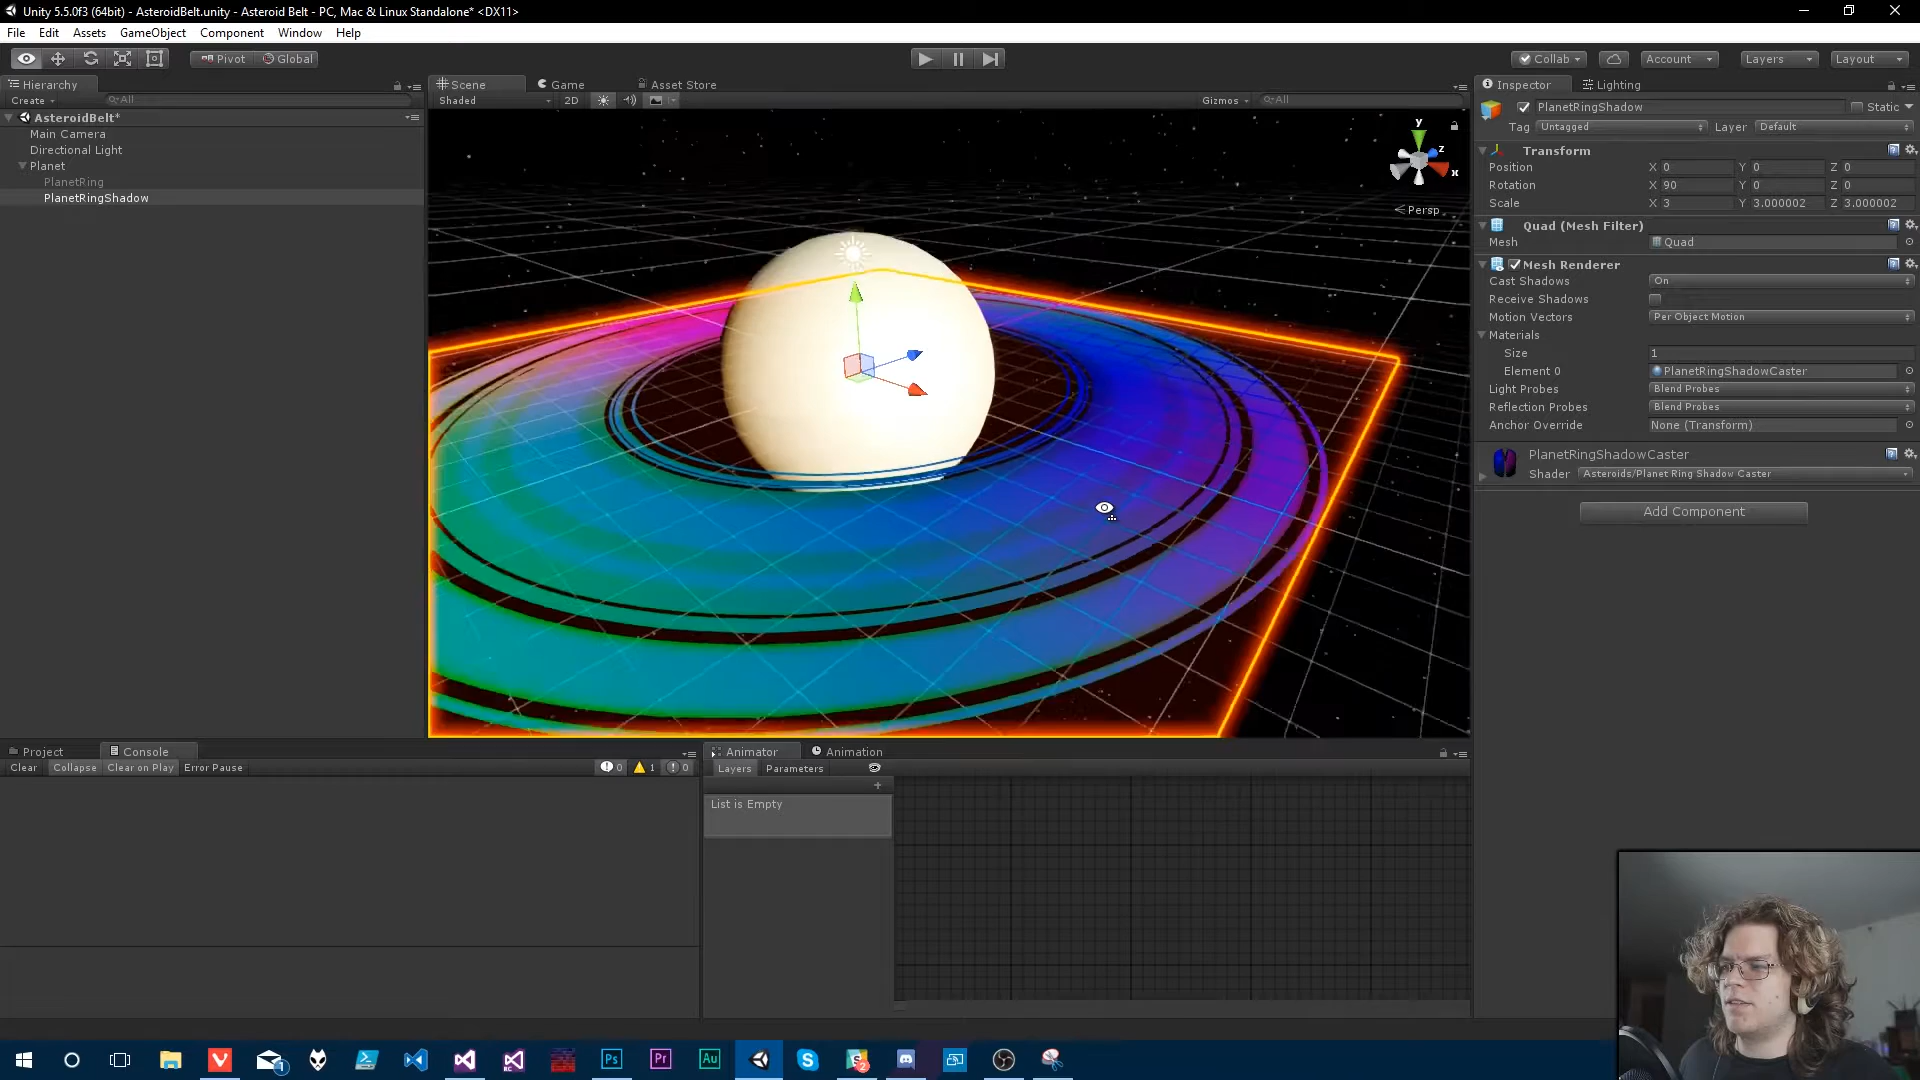 Unity 5.5.0f3 (64bit) - AsteroidBelt.unity - Asteroid Belt - PC, Mac & Linux Standalone* <DX11>
File Edit Assets GameObject Component Window Help
Pivot Global Collab Account Layers Layout
Hierarchy
Create All
AsteroidBelt*
Main Camera
Directional Light
Planet
PlanetRing
PlanetRingShadow
Scene Game Asset Store
Shaded 2D Gizmos All
y
z
x
Persp
Inspector Lighting
PlanetRingShadow Static
Tag Untagged Layer Default
Transform
Position X 0 Y 0 Z 0
Rotation X 90 Y 0 Z 0
Scale X 3 Y 3.000002 Z 3.000002
Quad (Mesh Filter)
Mesh Quad
Mesh Renderer
Cast Shadows On
Receive Shadows
Motion Vectors Per Object Motion
Materials
Size 1
Element 0 PlanetRingShadowCaster
Light Probes Blend Probes
Reflection Probes Blend Probes
Anchor Override None (Transform)
PlanetRingShadowCaster
Shader Asteroids/Planet Ring Shadow Caster
Add Component
Project Console
Clear Collapse Clear on Play Error Pause 0 1 0
Animator Animation
Layers Parameters
List is Empty
Ps Pr Au